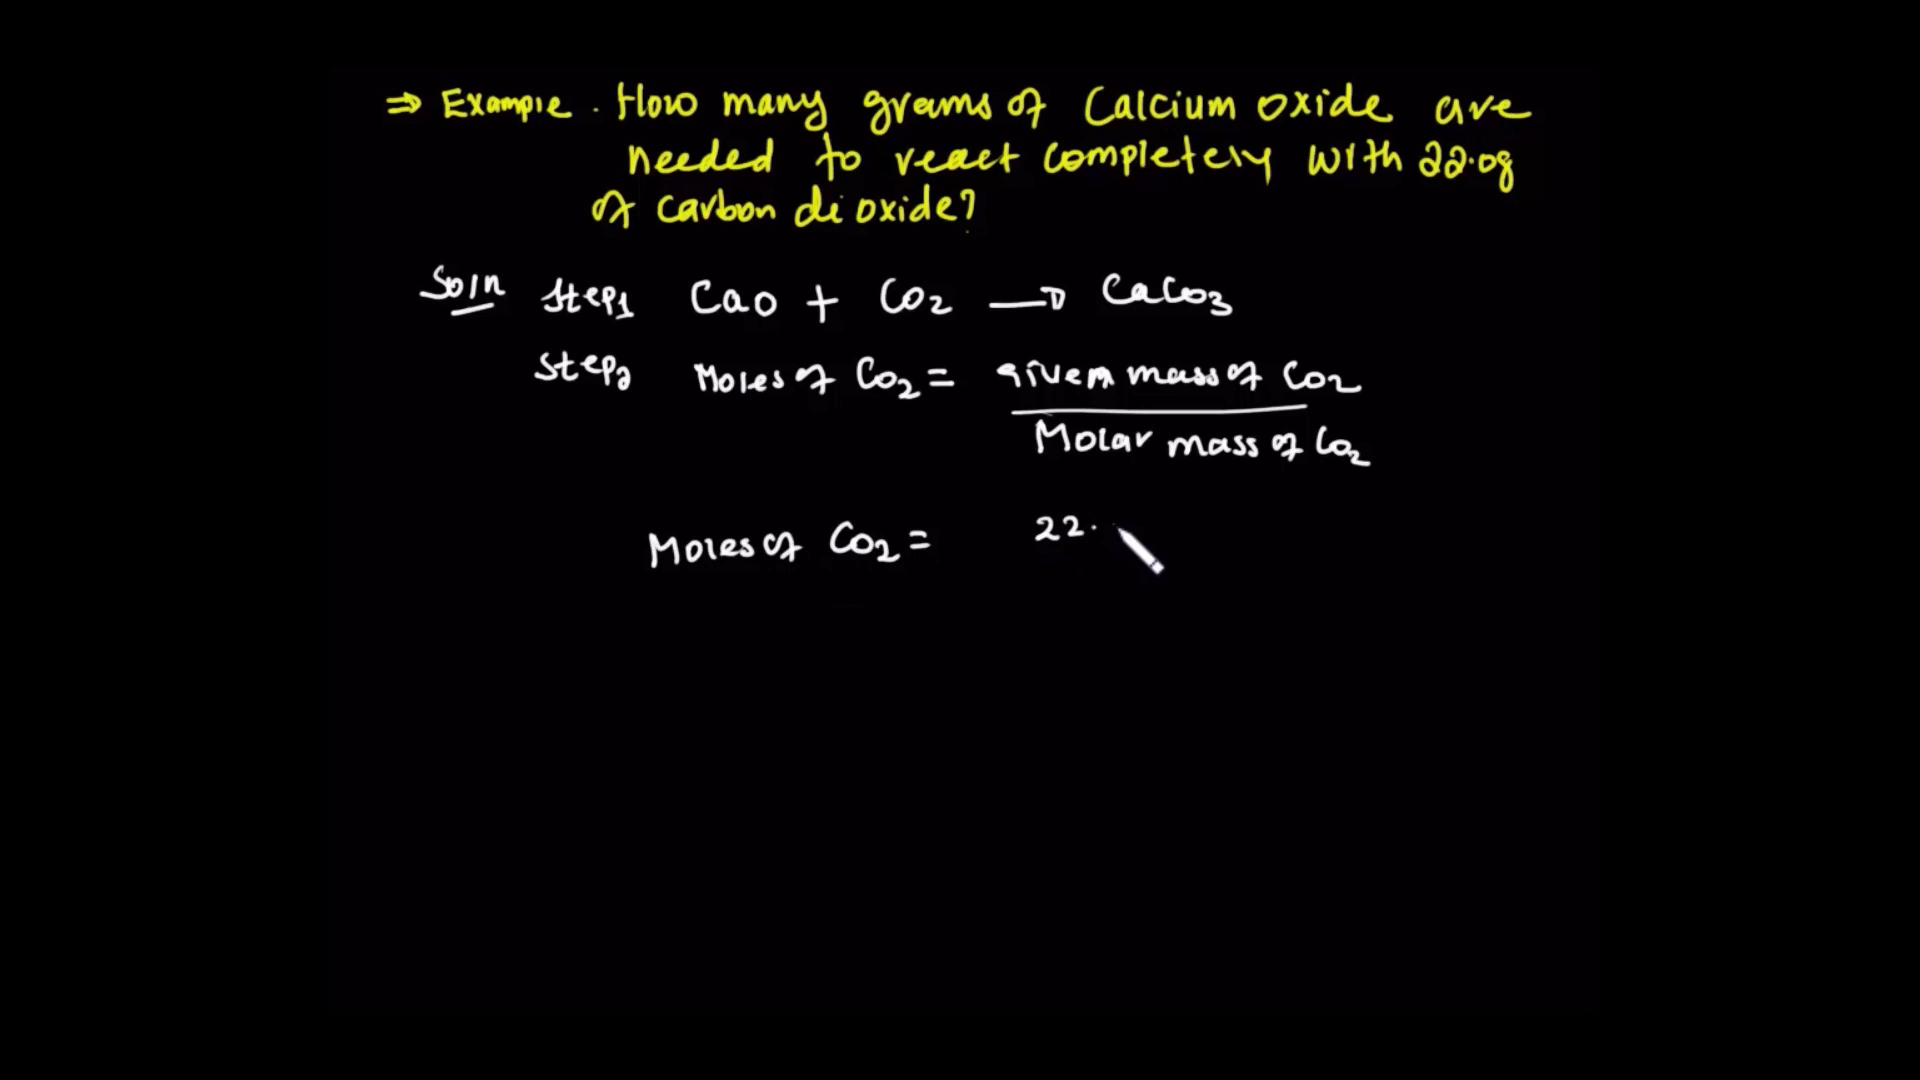 ⇒ Example. How many grams of Calcium oxide are
needed to react completely with 22.0g
of carbon dioxide?
Soln Step1 CaO + CO2 → CaCO3
Step2 Moles of CO2 = given mass of CO2
Molar mass of CO2
Moles of CO2 = 22.